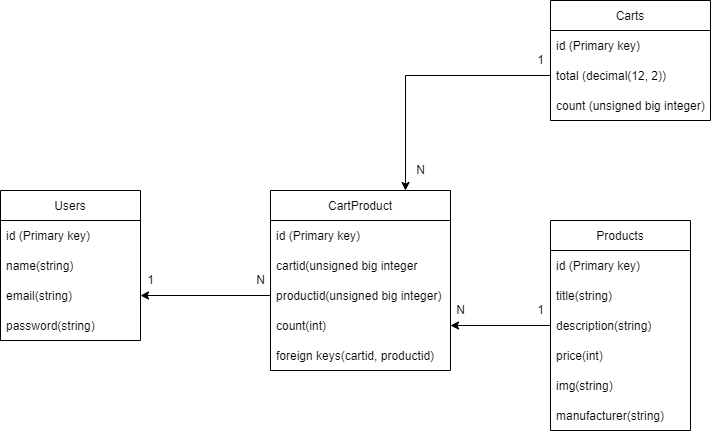 Carts
id (Primary key)
total (decimal(12, 2))
count (unsigned big integer)
1
N
Users
id (Primary key)
name(string)
email(string)
password(string)
1
N
CartProduct
id (Primary key)
cartid(unsigned big integer
productid(unsigned big integer)
count(int)
foreign keys(cartid, productid)
N
1
Products
id (Primary key)
title(string)
description(string)
price(int)
img(string)
manufacturer(string)